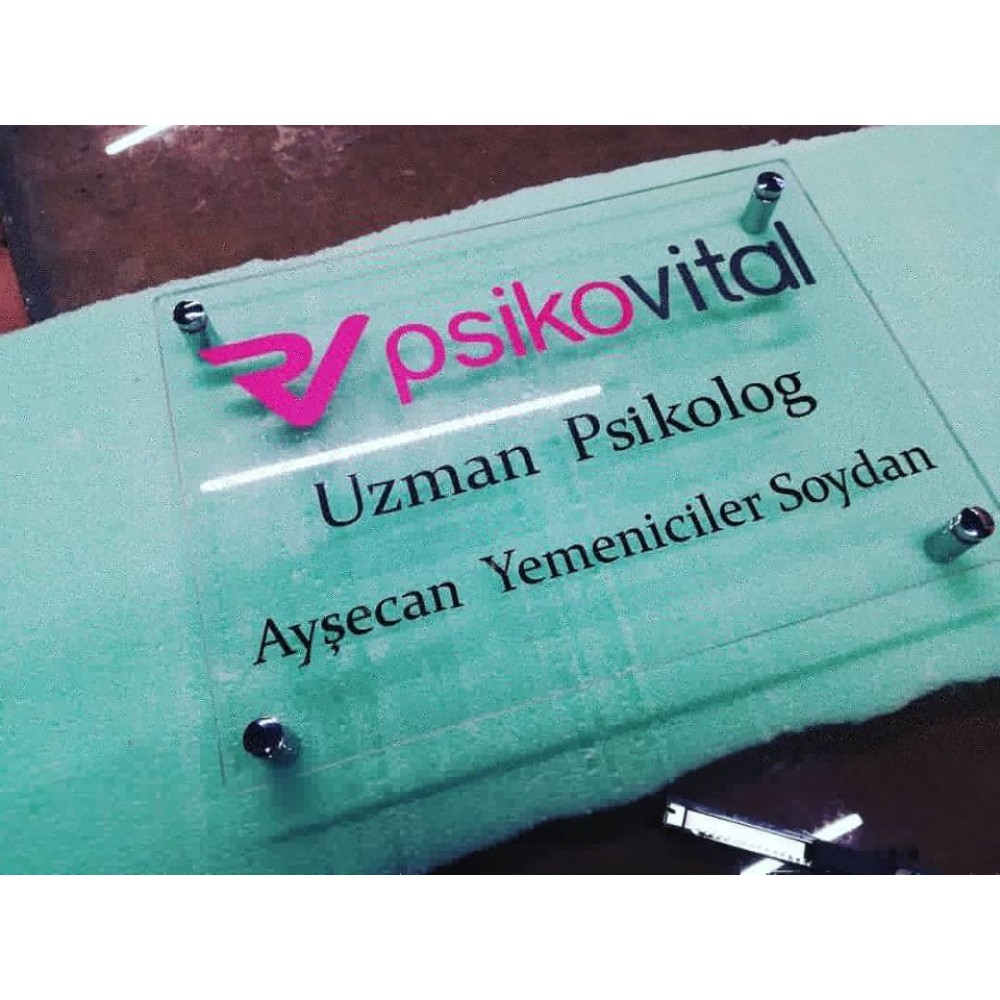 psikovital
Uzman Psikolog
Ayşecan Yemeniciler Soydan